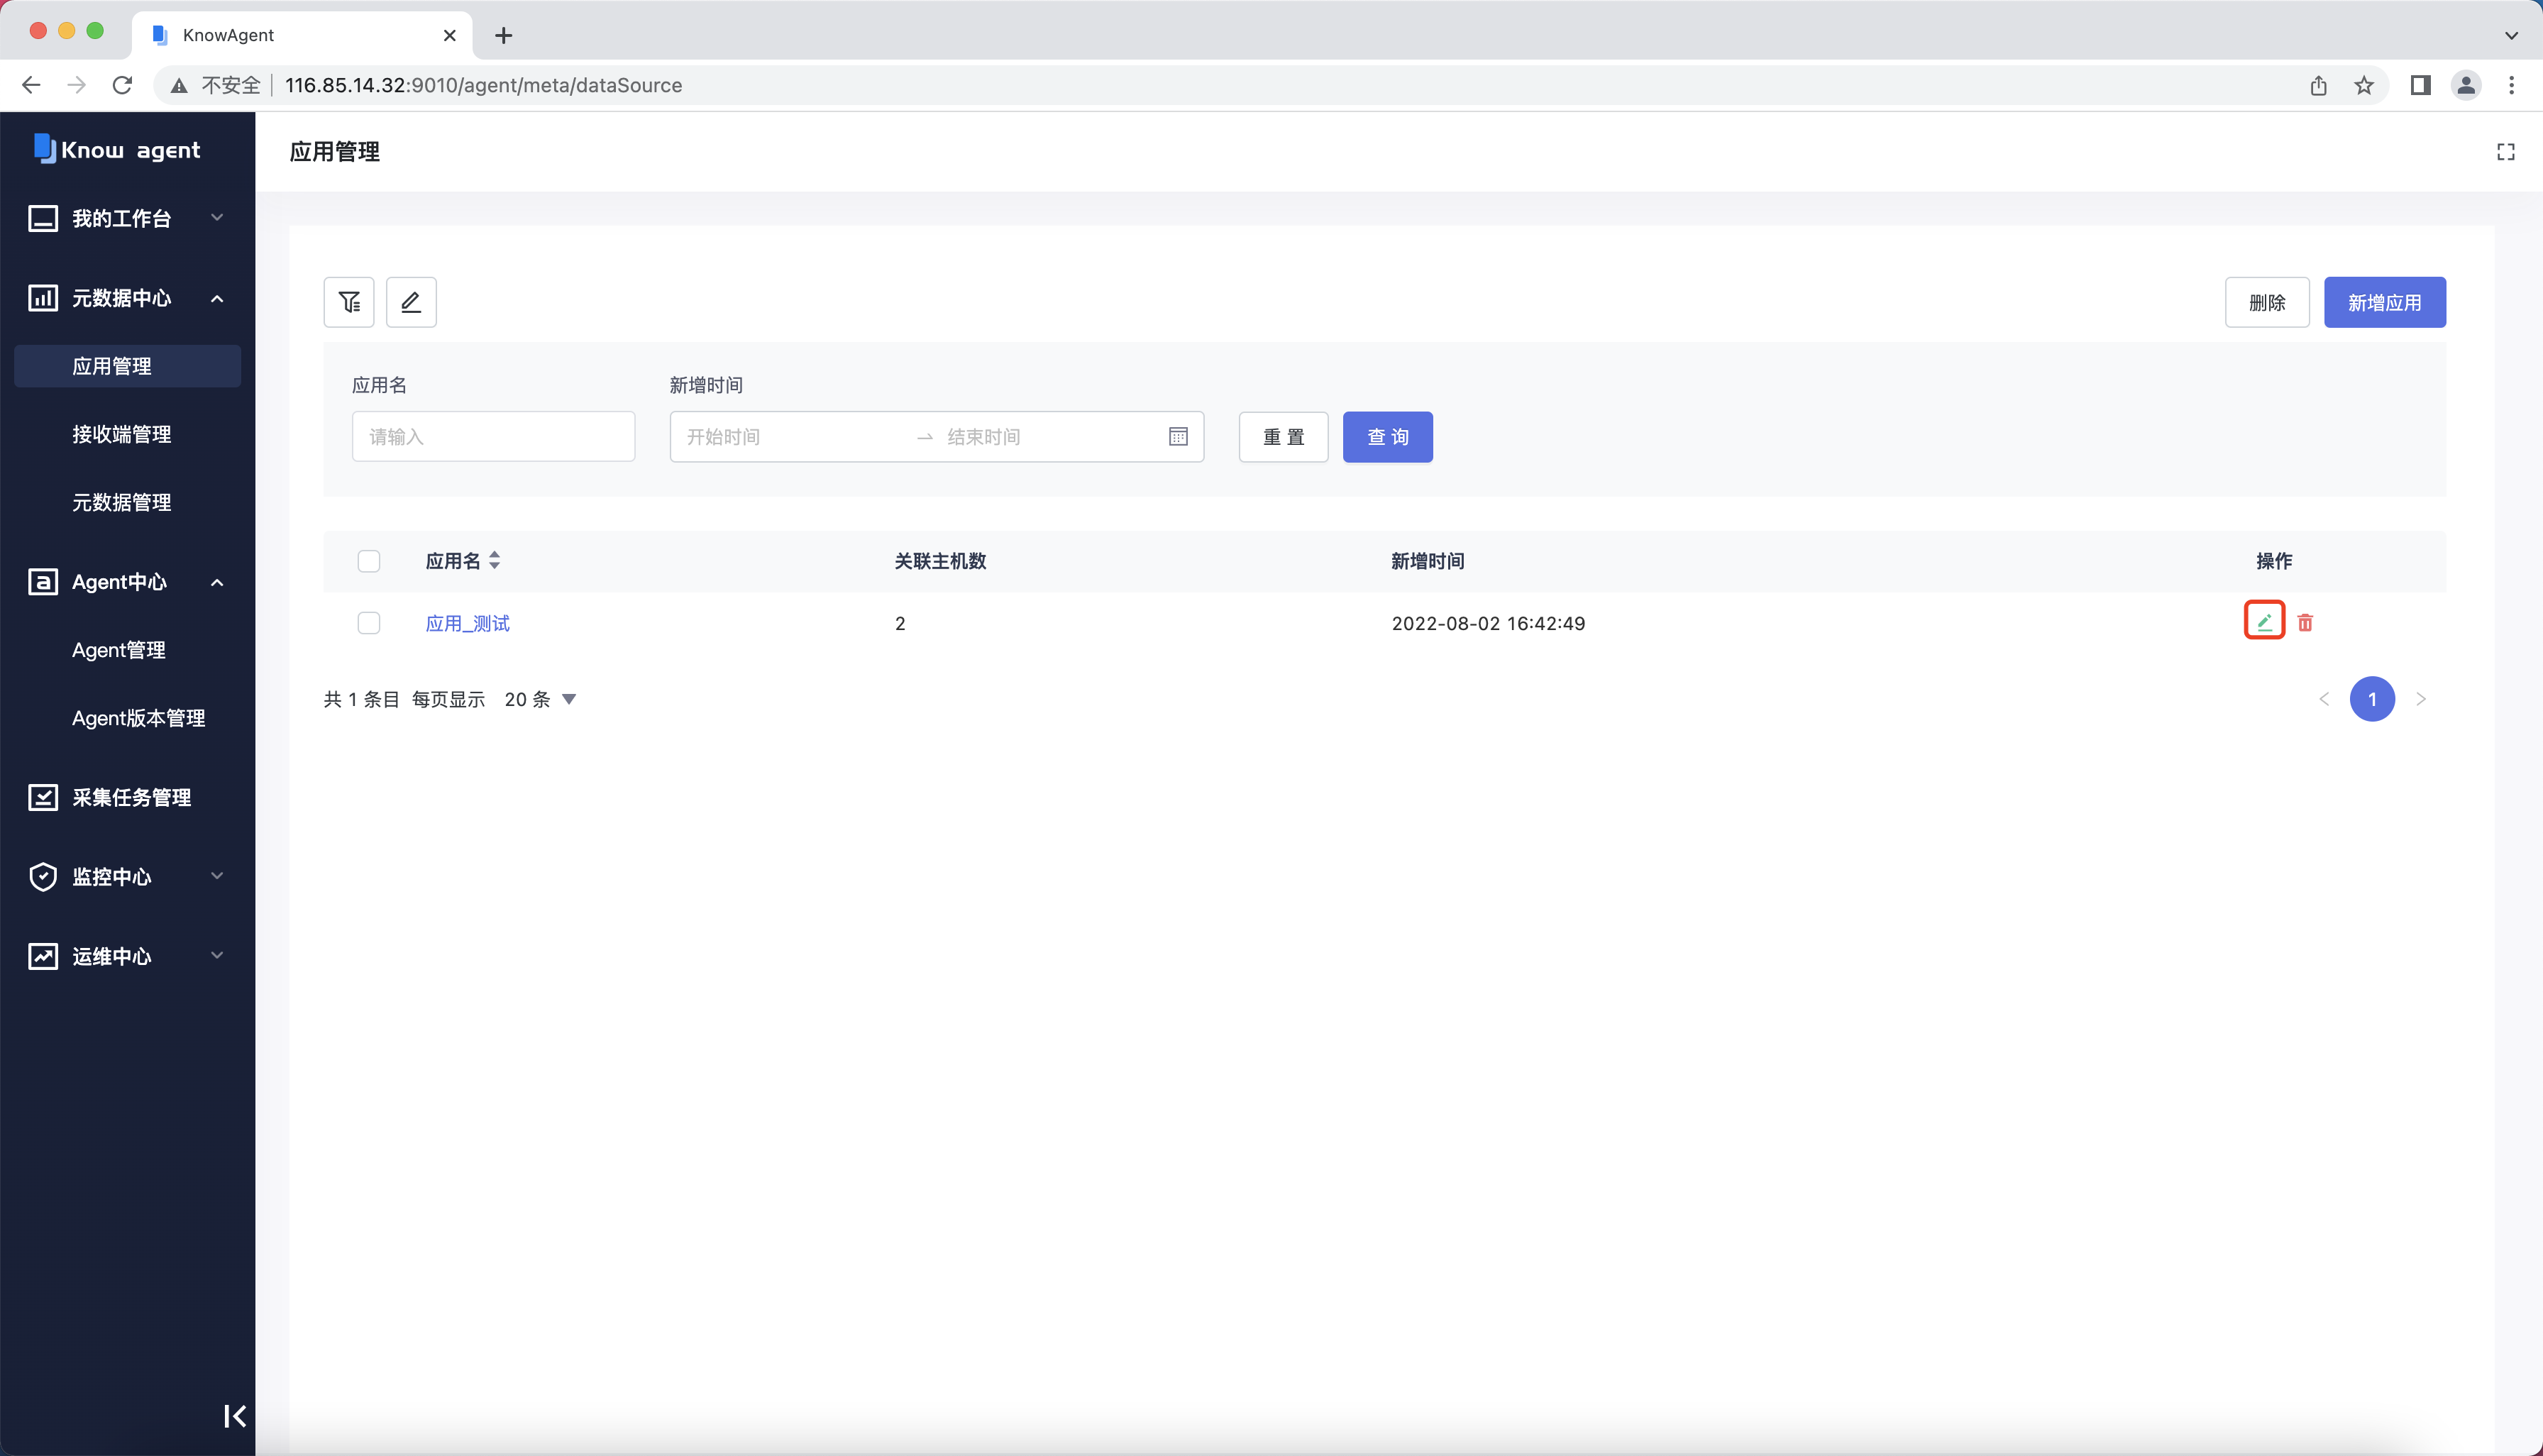 KnowAgent
不安全 | 116.85.14.32:9010/agent/meta/dataSource
Know agent
我的工作台
元数据中心
应用管理
接收端管理
元数据管理
Agent中心
Agent管理
Agent版本管理
采集任务管理
监控中心
运维中心
应用管理
删除 新增应用
应用名 新增时间
请输入 开始时间 结束时间 重 置 查 询
应用名 关联主机数 新增时间 操作
应用_测试 2 2022-08-02 16:42:49
共 1 条目 每页显示 20 条 1